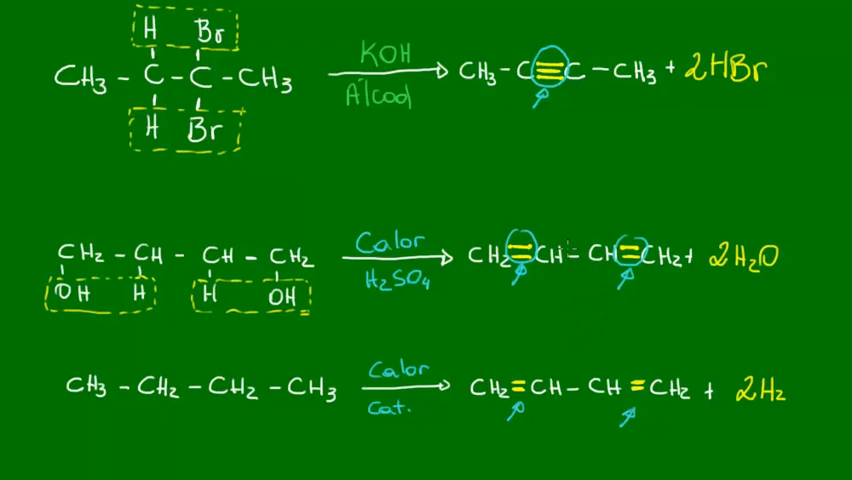 H Br
CH3 - C - C - CH3 KOH Álcool CH3 - C ≡ C - CH3 + 2HBr
H Br
CH2 - CH - CH - CH2 Calor H2SO4 CH2 = CH - CH = CH2 + 2H2O
OH H H OH
CH3 - CH2 - CH2 - CH3 Calor Cat. CH2 = CH - CH = CH2 + 2H2